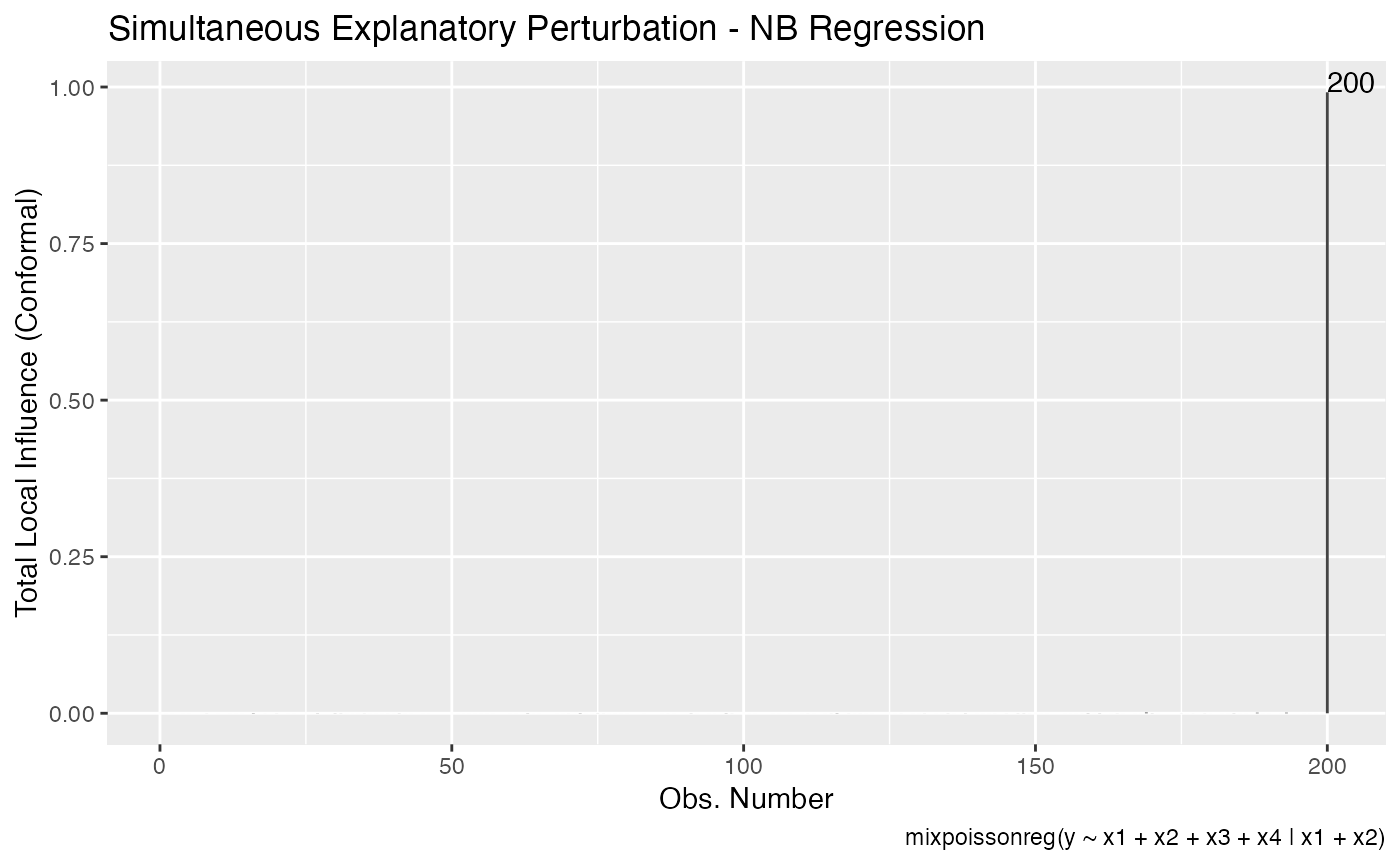 Simultaneous Explanatory Perturbation - NB Regression
200
1.00
0.75
0.50
0.25
0.00
Total Local Influence (Conformal)
0 50 100 150 200
Obs. Number
mixpoissonreg(y ~ x1 + x2 + x3 + x4 | x1 + x2)